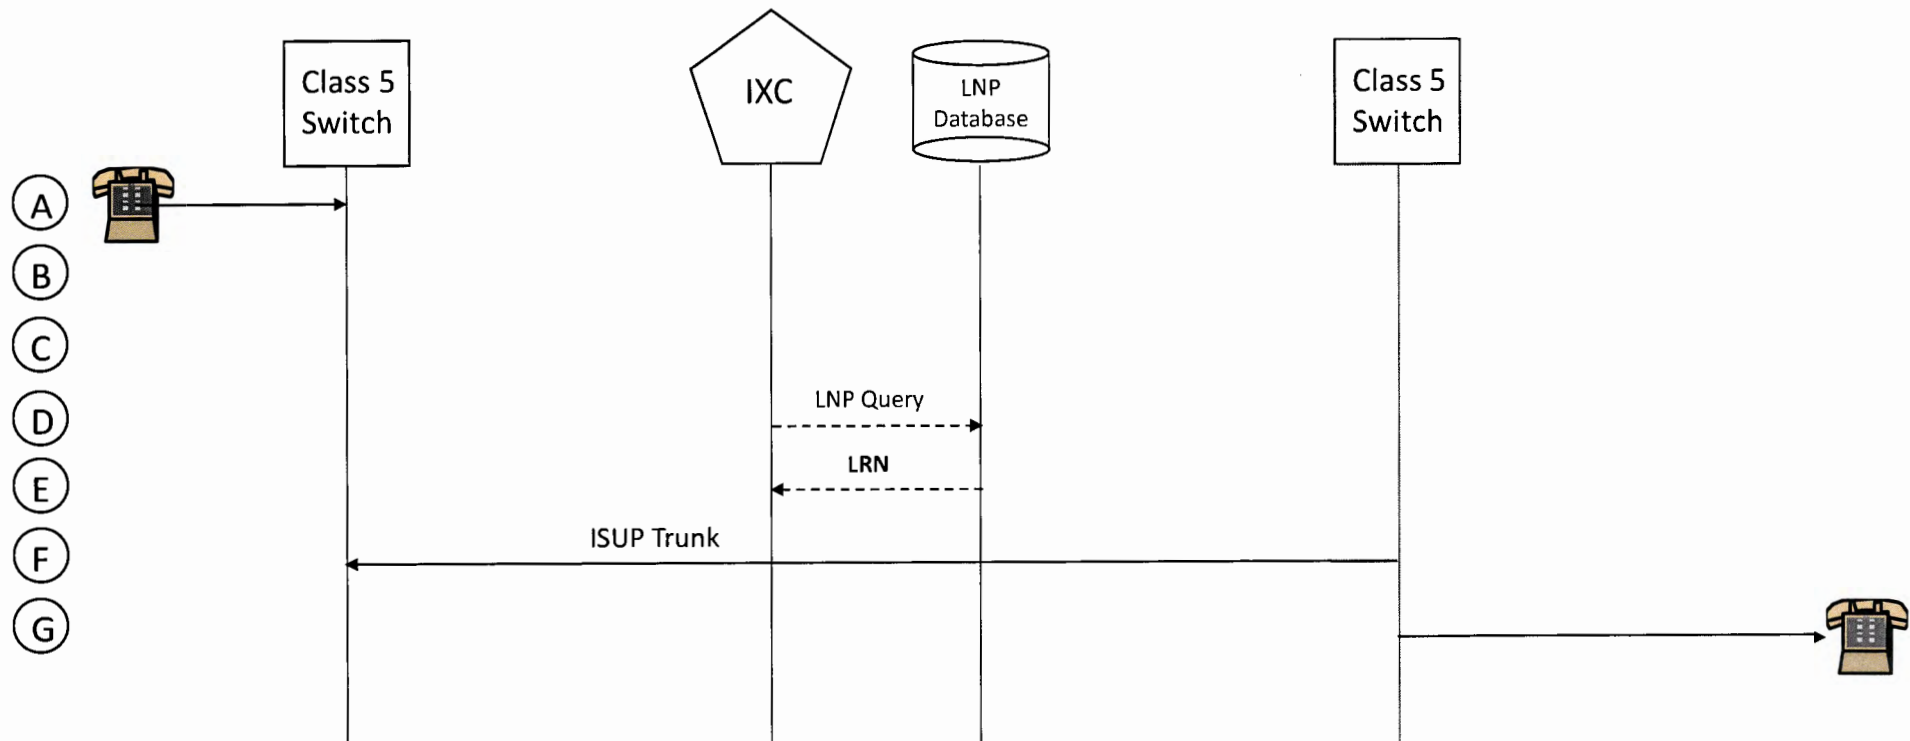 Class 5
Switch
IXC
LNP
Database
Class 5
Switch
A
B
C
D
LNP Query
E
LRN
F
ISUP Trunk
G